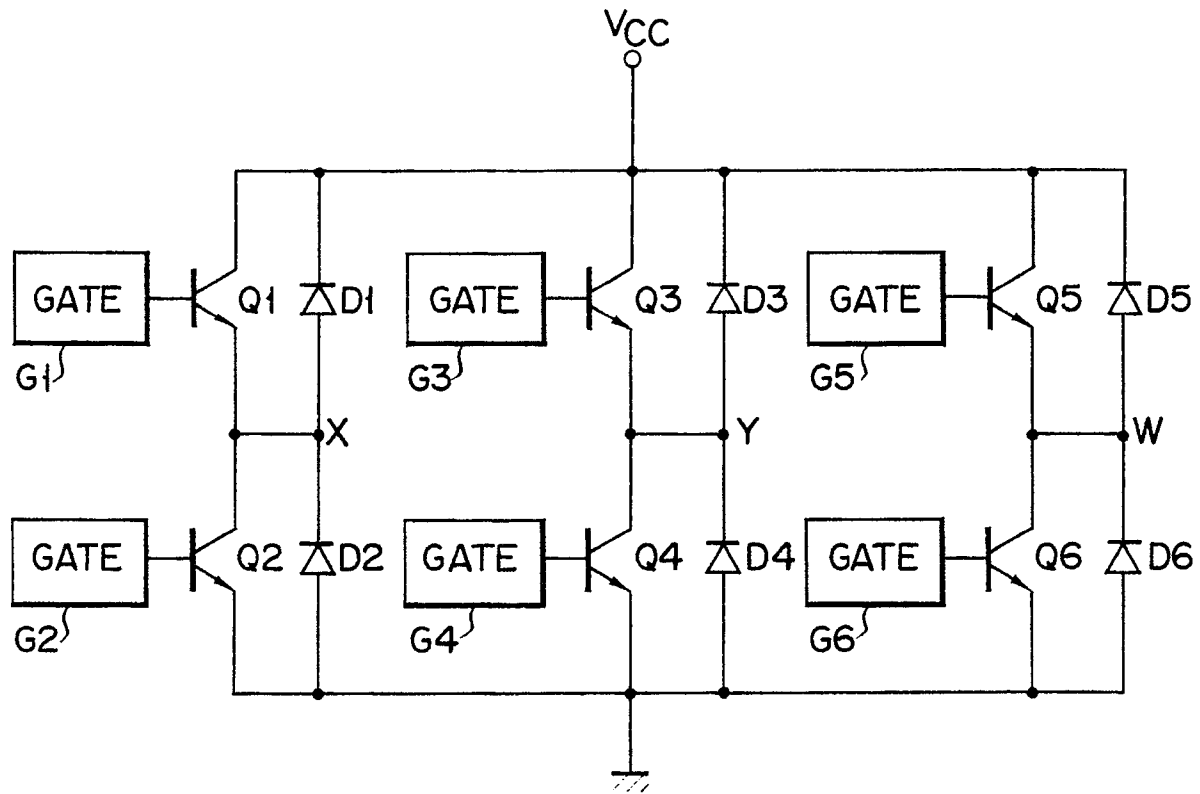 VCC
GATE Q1 D1 GATE Q3 D3 GATE Q5 D5
G1 G3 G5
X Y W
GATE Q2 D2 GATE Q4 D4 GATE Q6 D6
G2 G4 G6